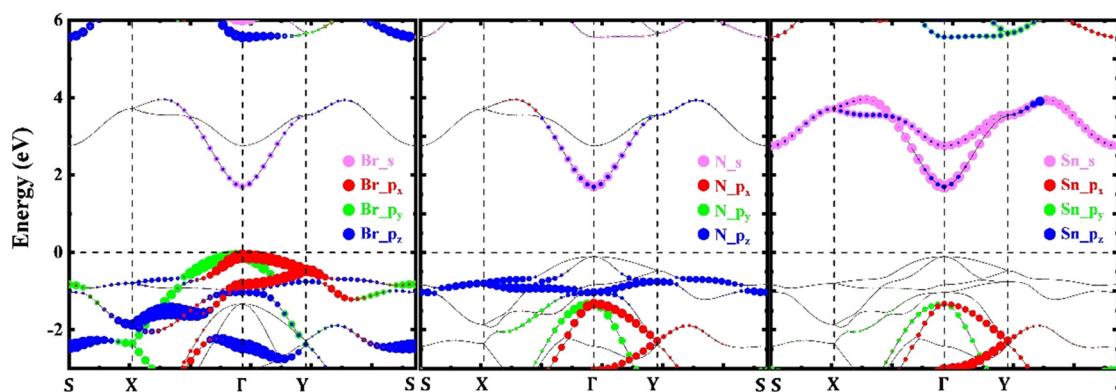 6
4
2
0
-2
Energy (eV)
Br_s
Br_px
Br_py
Br_pz
S X Γ Y S
N_s
N_px
N_py
N_pz
S X Γ Y S
Sn_s
Sn_px
Sn_py
Sn_pz
S X Γ Y S